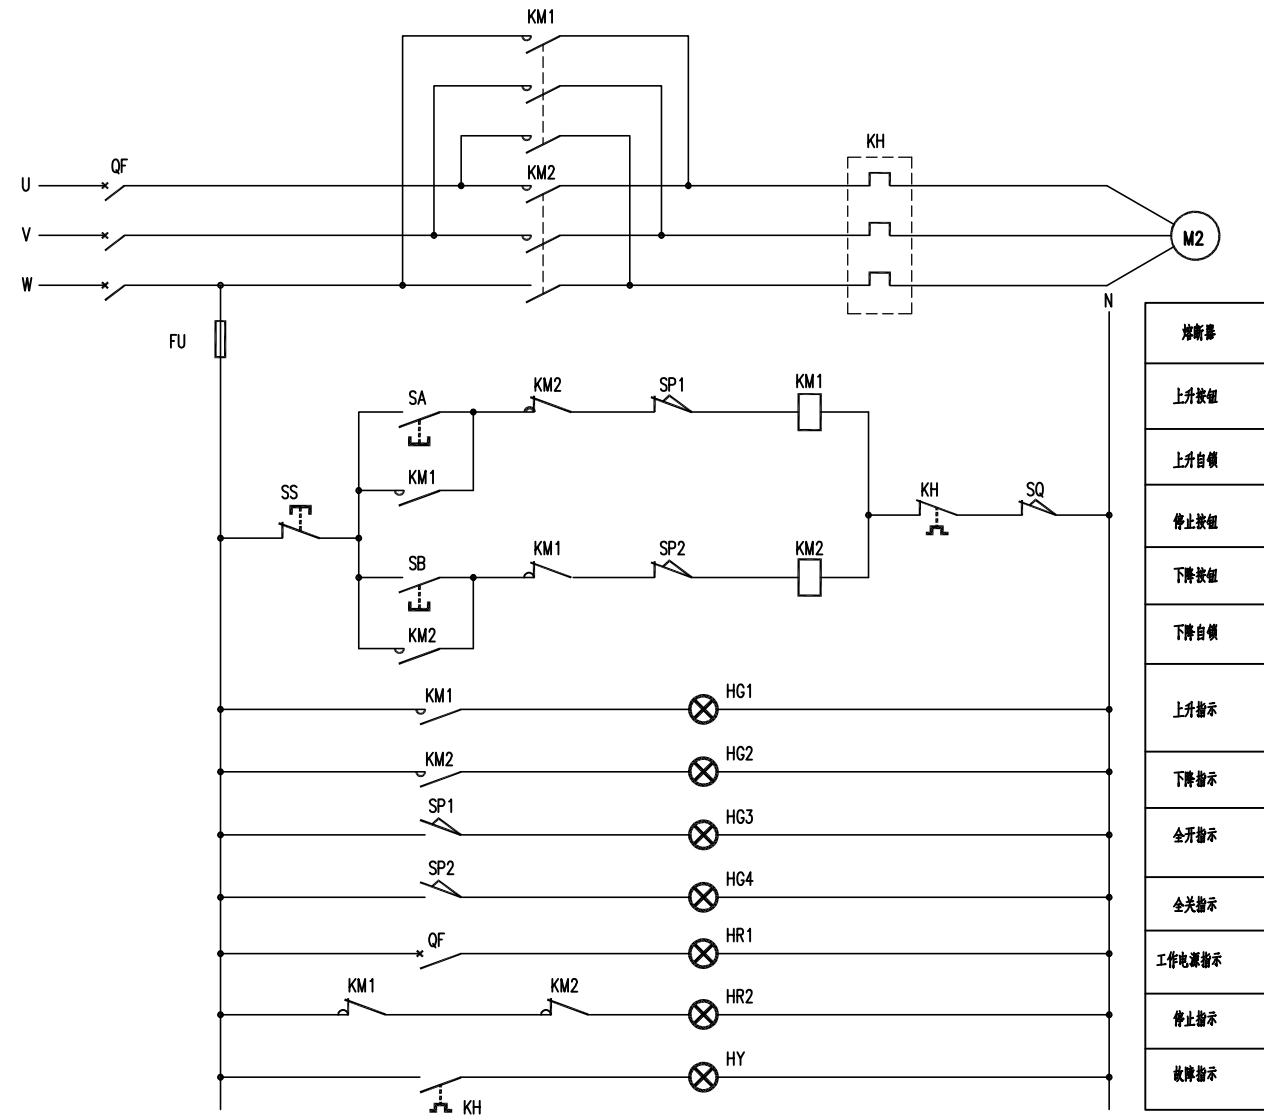 KM1
QF
KM2
KH
U
V
M2
W
N
FU
熔断器
SA
KM2
SP1
KM1
上升按钮
KM1
上升自锁
SS
KH
SQ
停止按钮
SB
KM1
SP2
KM2
下降按钮
KM2
下降自锁
KM1
HG1
上升指示
KM2
HG2
下降指示
SP1
HG3
全开指示
SP2
HG4
全关指示
QF
HR1
工作电源指示
KM1
KM2
HR2
停止指示
HY
故障指示
KH